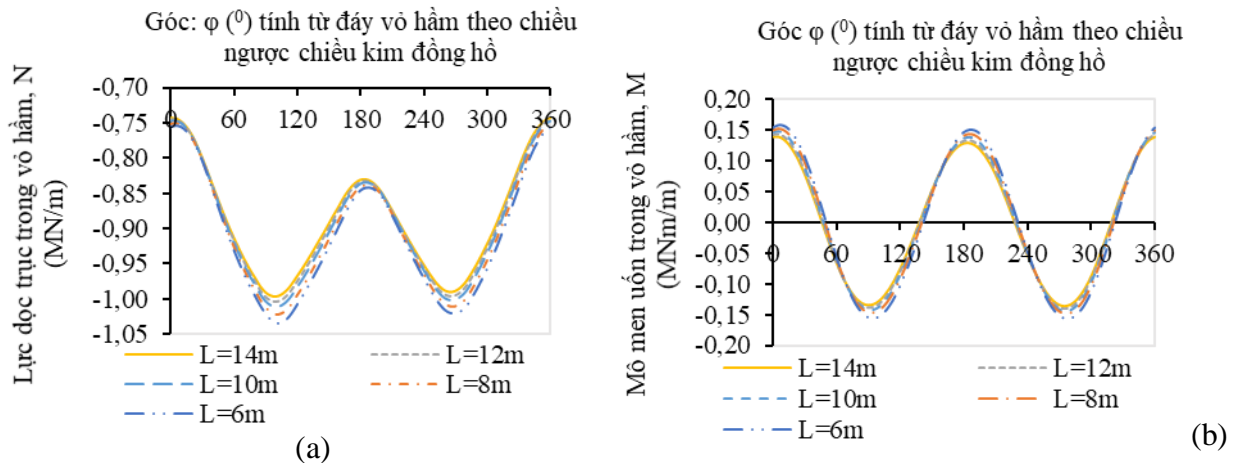 Góc: φ (⁰) tính từ đáy vỏ hầm theo chiều
ngược chiều kim đồng hồ
Lực dọc trục trong vỏ hầm, N
(MN/m)
-0,70
-0,75
-0,80
-0,85
-0,90
-0,95
-1,00
-1,05
0 60 120 180 240 300 360
L=14m L=12m
L=10m L=8m
L=6m
(a)
Góc φ (⁰) tính từ đáy vỏ hầm theo chiều
ngược chiều kim đồng hồ
Mô men uốn trong vỏ hầm, M
(MNm/m)
0,20
0,15
0,10
0,05
0,00
-0,05
-0,10
-0,15
-0,20
0 60 120 180 240 300 360
L=14m L=12m
L=10m L=8m
L=6m
(b)